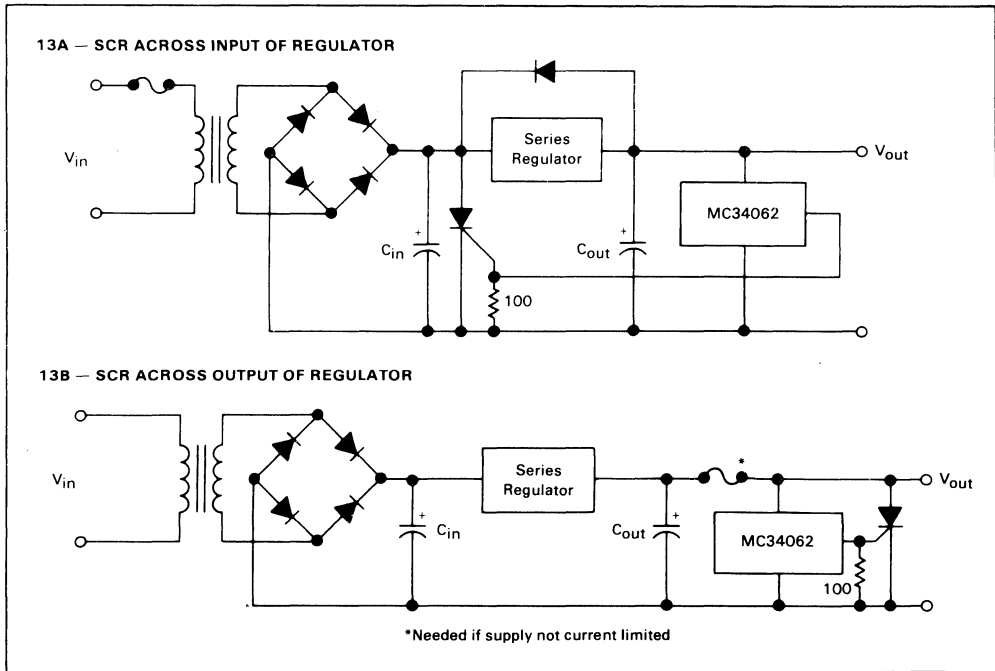 13A — SCR ACROSS INPUT OF REGULATOR
Vin
Series
Regulator
Vout
MC34062
+
Cin
+
Cout
100
13B — SCR ACROSS OUTPUT OF REGULATOR
Vin
Series
Regulator
*
Vout
+
Cin
+
Cout
MC34062
100
*Needed if supply not current limited